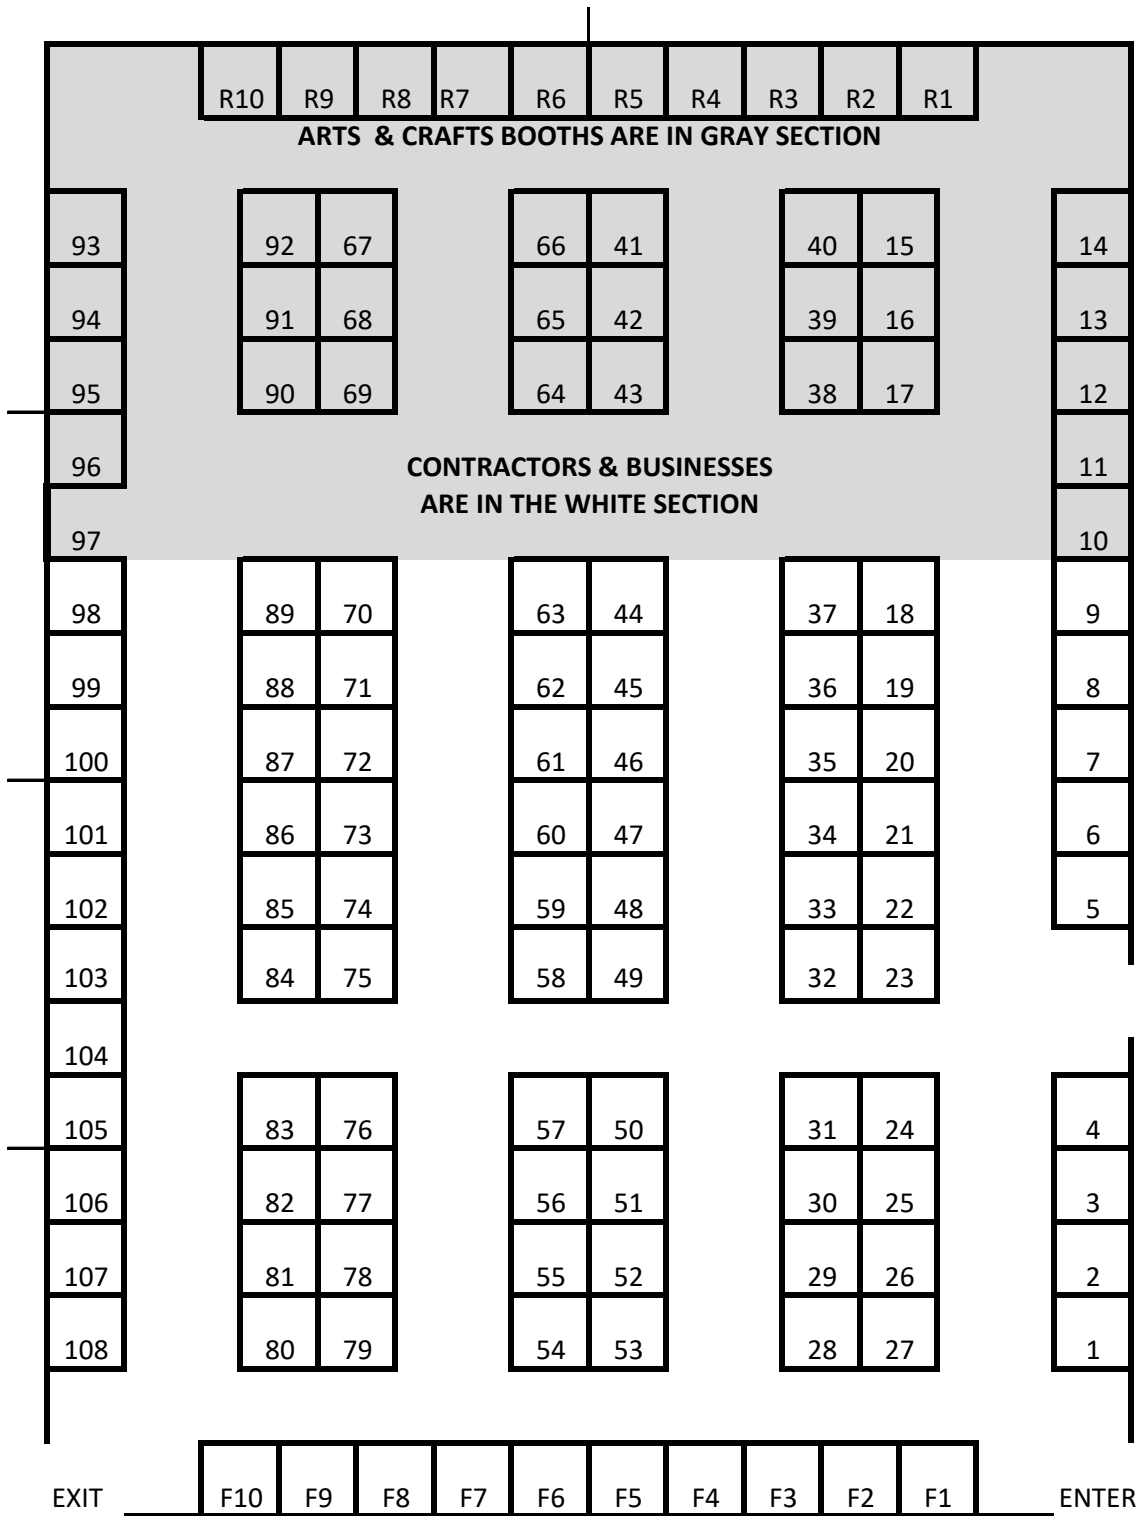 R10 R9 R8 R7 R6 R5 R4 R3 R2 R1
ARTS & CRAFTS BOOTHS ARE IN GRAY SECTION
93 92 67 66 41 40 15 14
94 91 68 65 42 39 16 13
95 90 69 64 43 38 17 12
96 CONTRACTORS & BUSINESSES 11
ARE IN THE WHITE SECTION
97 10
98 89 70 63 44 37 18 9
99 88 71 62 45 36 19 8
100 87 72 61 46 35 20 7
101 86 73 60 47 34 21 6
102 85 74 59 48 33 22 5
103 84 75 58 49 32 23
104
105 83 76 57 50 31 24 4
106 82 77 56 51 30 25 3
107 81 78 55 52 29 26 2
108 80 79 54 53 28 27 1
EXIT F10 F9 F8 F7 F6 F5 F4 F3 F2 F1 ENTER